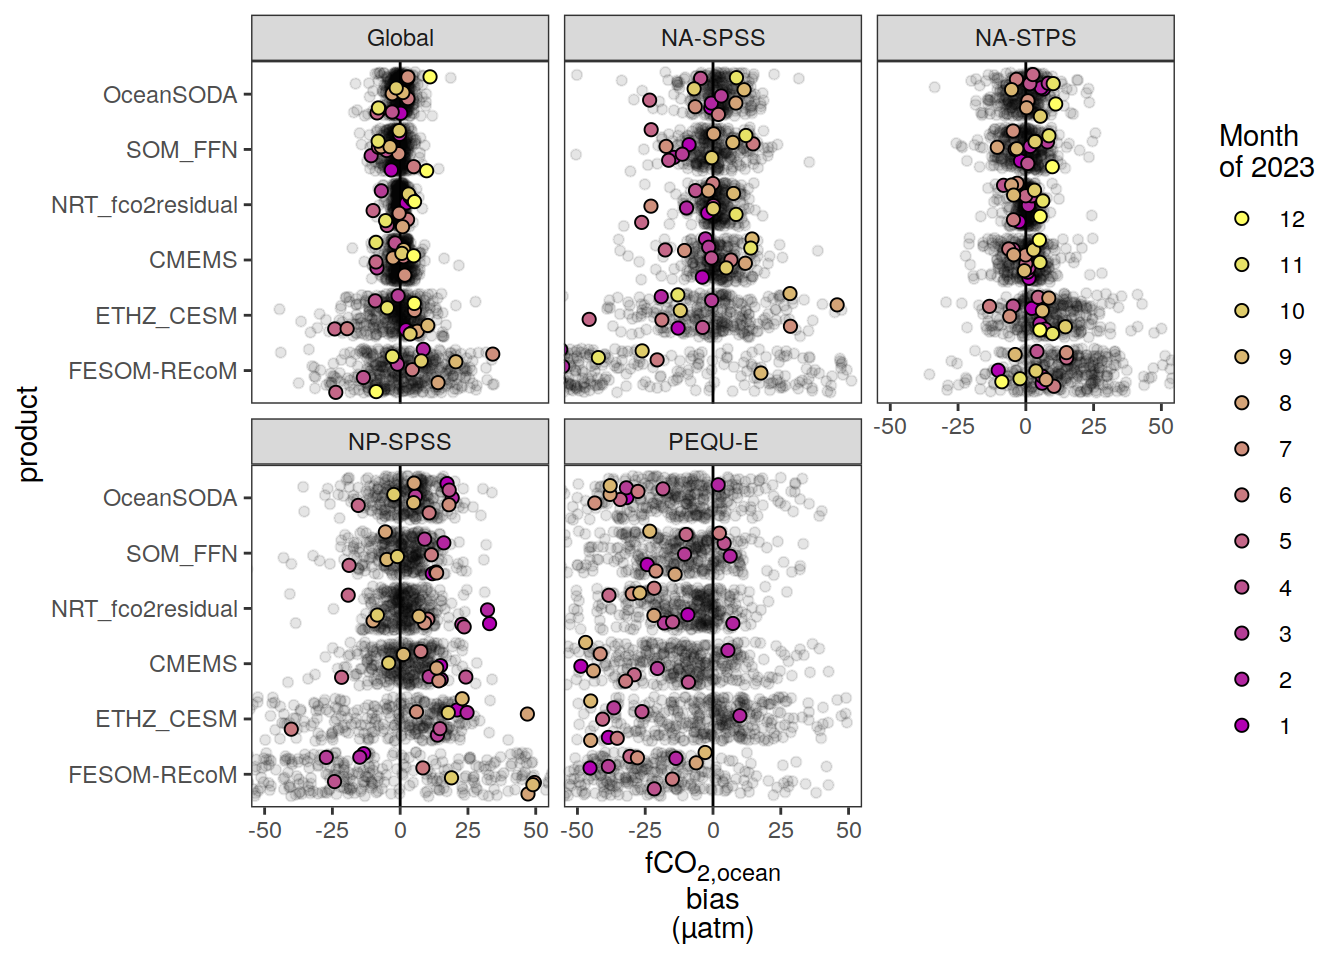 Global
NA-SPSS
NA-STPS
OceanSODA
SOM_FFN
NRT_fco2residual
CMEMS
ETHZ_CESM
FESOM-REcoM
-50 -25 0 25 50
NP-SPSS
PEQU-E
OceanSODA
SOM_FFN
NRT_fco2residual
CMEMS
ETHZ_CESM
FESOM-REcoM
-50 -25 0 25 50
-50 -25 0 25 50
product
fCO2,ocean
bias
(µatm)
Month
of 2023
12
11
10
9
8
7
6
5
4
3
2
1